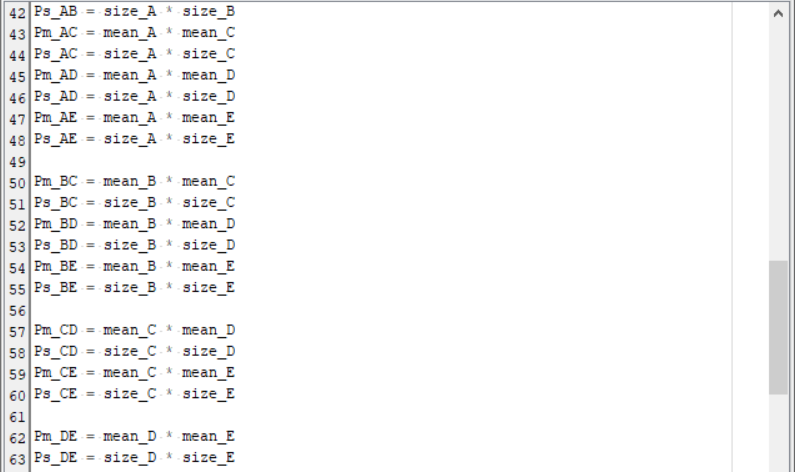 42 Ps_AB = size_A * size_B
43 Pm_AC = mean_A * mean_C
44 Ps_AC = size_A * size_C
45 Pm_AD = mean_A * mean_D
46 Ps_AD = size_A * size_D
47 Pm_AE = mean_A * mean_E
48 Ps_AE = size_A * size_E
49
50 Pm_BC = mean_B * mean_C
51 Ps_BC = size_B * size_C
52 Pm_BD = mean_B * mean_D
53 Ps_BD = size_B * size_D
54 Pm_BE = mean_B * mean_E
55 Ps_BE = size_B * size_E
56
57 Pm_CD = mean_C * mean_D
58 Ps_CD = size_C * size_D
59 Pm_CE = mean_C * mean_E
60 Ps_CE = size_C * size_E
61
62 Pm_DE = mean_D * mean_E
63 Ps_DE = size_D * size_E